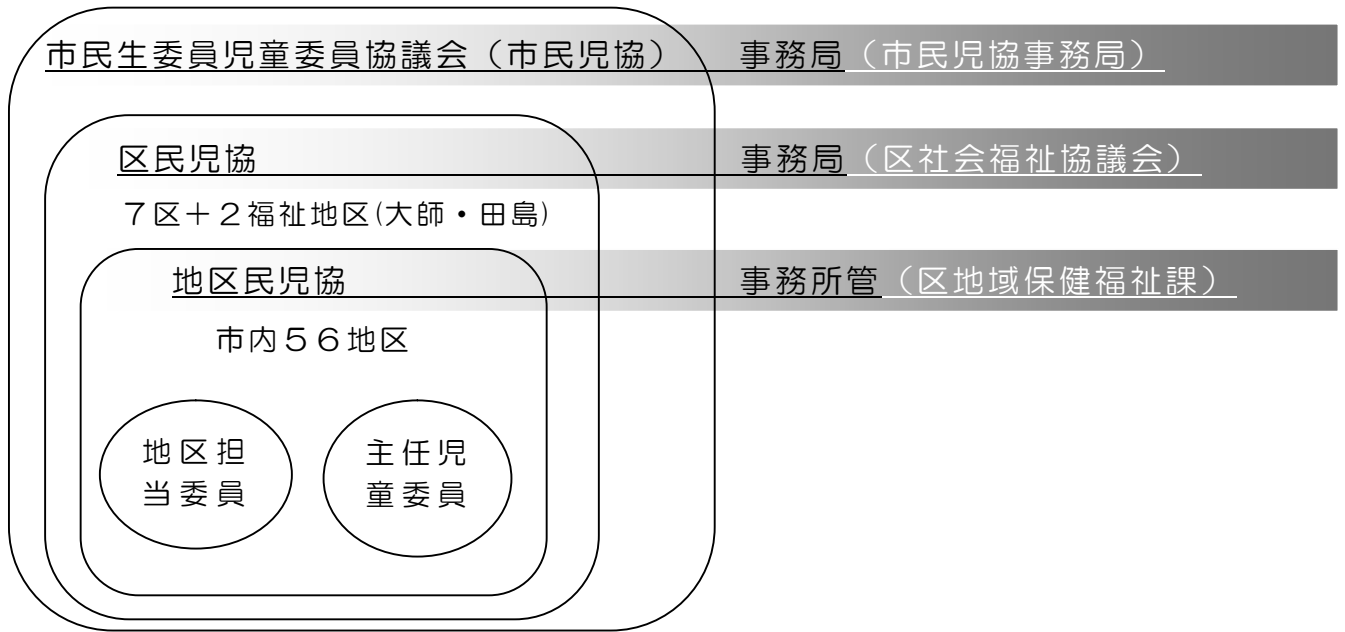 市民生委員児童委員協議会（市民児協） 事務局（市民児協事務局）
区民児協 事務局（区社会福祉協議会）
７区＋２福祉地区(大師・田島)
地区民児協 事務所管（区地域保健福祉課）
市内５６地区
地区担
当委員
主任児
童委員